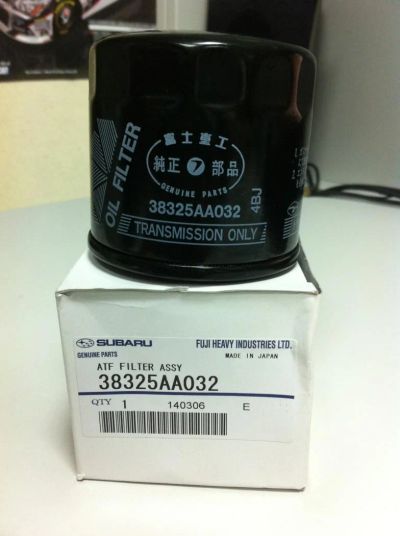 OIL FILTER
富士重工
純正 7 部品
GENUINE PARTS
38325AA032
4BJ
TRANSMISSION ONLY
SUBARU
GENUINE PARTS
FUJI HEAVY INDUSTRIES LTD.
MADE IN JAPAN
ATF FILTER ASSY
38325AA032
QTY 1 140306 E